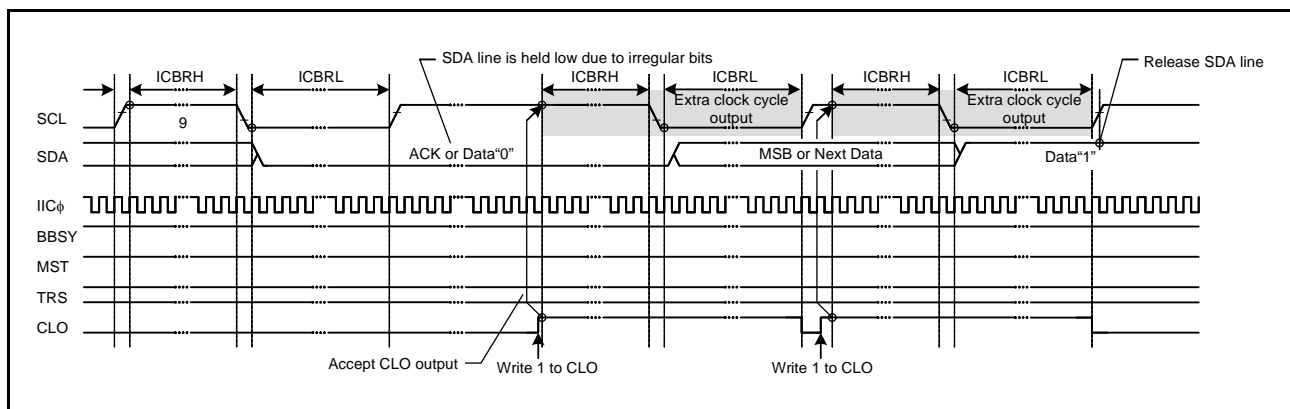 SDA line is held low due to irregular bits
ICBRH
ICBRL
ICBRH
ICBRL
ICBRH
ICBRL
Release SDA line
SCL
9
Extra clock cycle
output
Extra clock cycle
output
SDA
ACK or Data“0”
MSB or Next Data
Data“1”
IICϕ
BBSY
MST
TRS
CLO
Accept CLO output
Write 1 to CLO
Write 1 to CLO